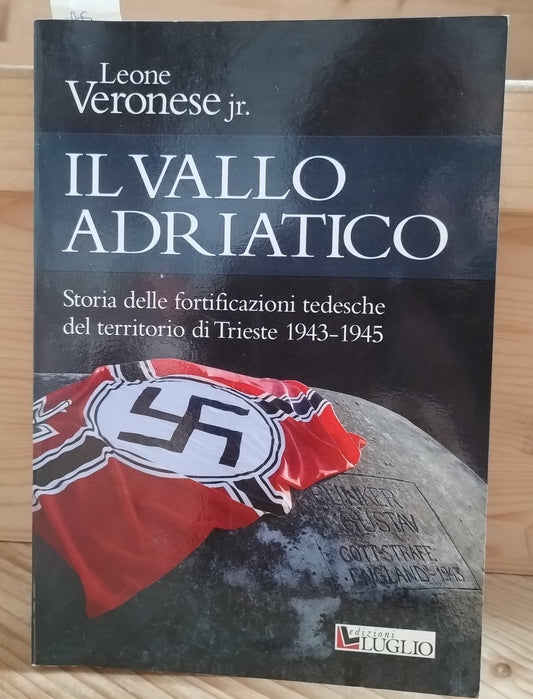 Leone
Veronese jr.
IL VALLO
ADRIATICO
Storia delle fortificazioni tedesche
del territorio di Trieste 1943-1945
BUNKER
GUSTAV
GOTT·STRAFE·
ENGLAND·1943
edizioni
LUGLIO